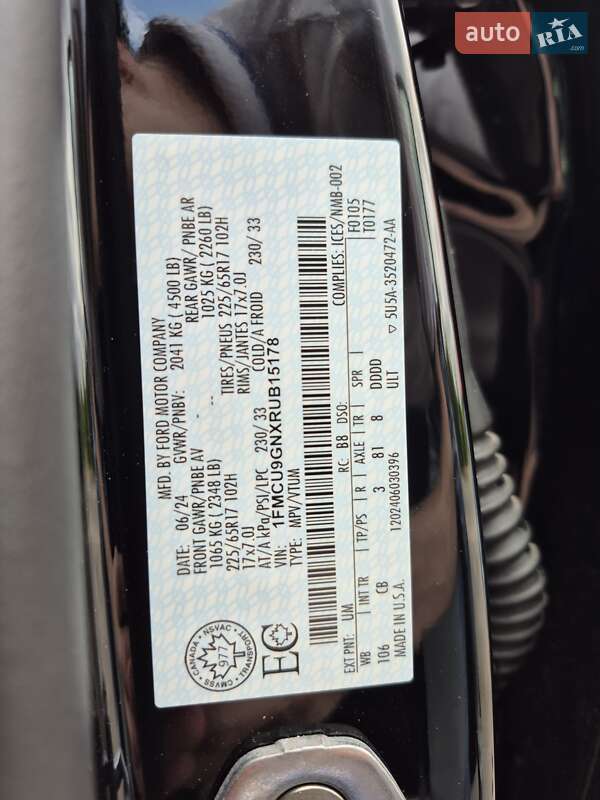 auto RIA .com
MFD. BY FORD MOTOR COMPANY
DATE: 06/24 GVWR/PNBV: 2041 KG ( 4500 LB)
FRONT GAWR/PNBE AV REAR GAWR/PNBE AR
1065 KG ( 2348 LB) 1025 KG ( 2260 LB)
225/65R17 102H TIRES/PNEUS 225/65R17 102H
17x7.0J RIMS/JANTES 17x7.0J
AT/A kPa/PSI/LPC 230/ 33 COLD/A FROID 230/ 33
VIN: 1FMCU9GNXRUB15178
TYPE: MPV/VTUM
COMPLIES: ICES/NMB-002
F0105
T0177
EXT PNT: UM RC: B8 DSO:
WB INT TR TP/PS R AXLE TR SPR
106 CB 3 81 8 DDDD
ULT
MADE IN U.S.A. 1202406030396 5U5A-3520472-AA
CANADA NSVAC TRANSPORT CMVSS
977
EC